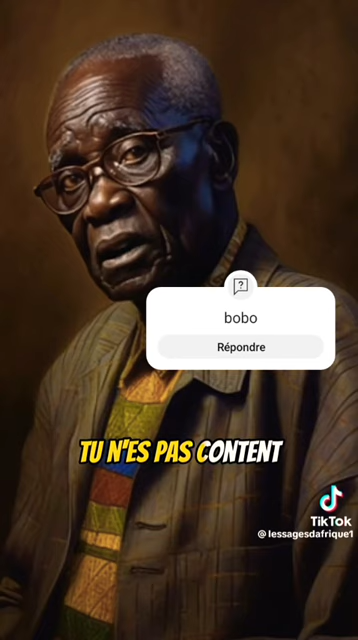 bobo
Répondre
TU N'ES PAS CONTENT
TikTok
@lessagesdafrique1